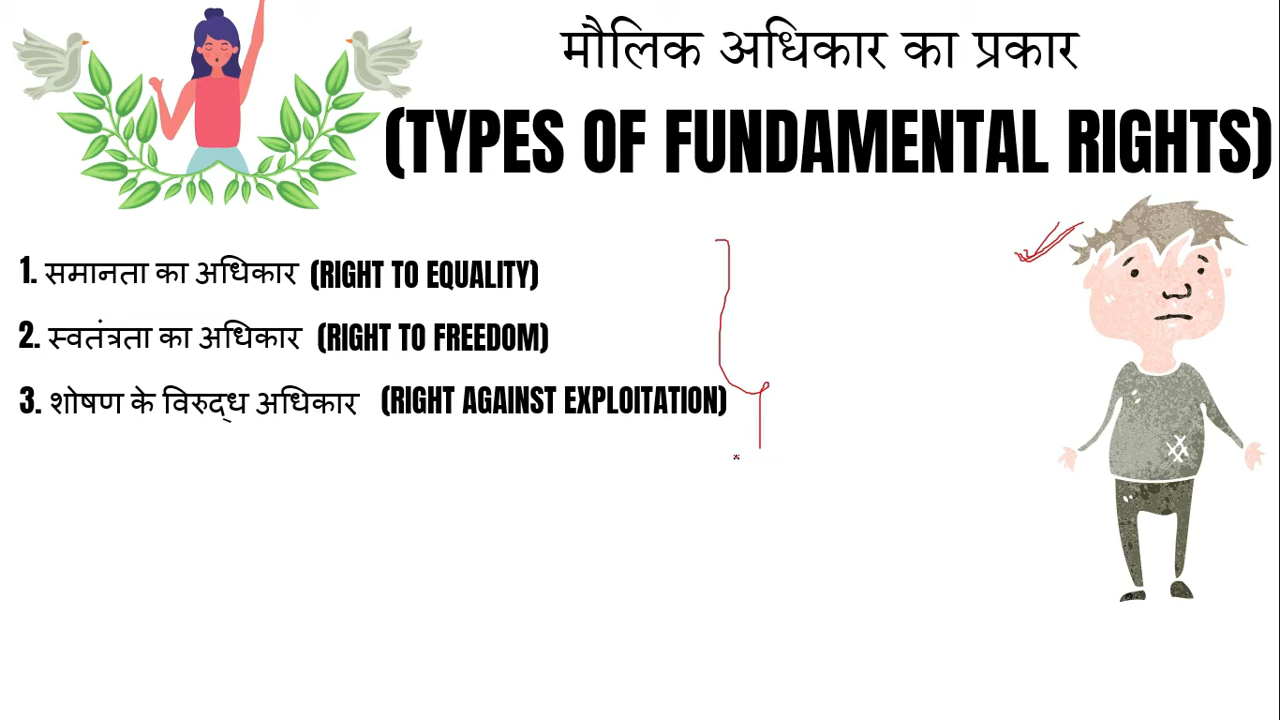 मौलिक अधिकार का प्रकार
(TYPES OF FUNDAMENTAL RIGHTS)
1. समानता का अधिकार (RIGHT TO EQUALITY)
2. स्वतंत्रता का अधिकार (RIGHT TO FREEDOM)
3. शोषण के विरुद्ध अधिकार (RIGHT AGAINST EXPLOITATION)